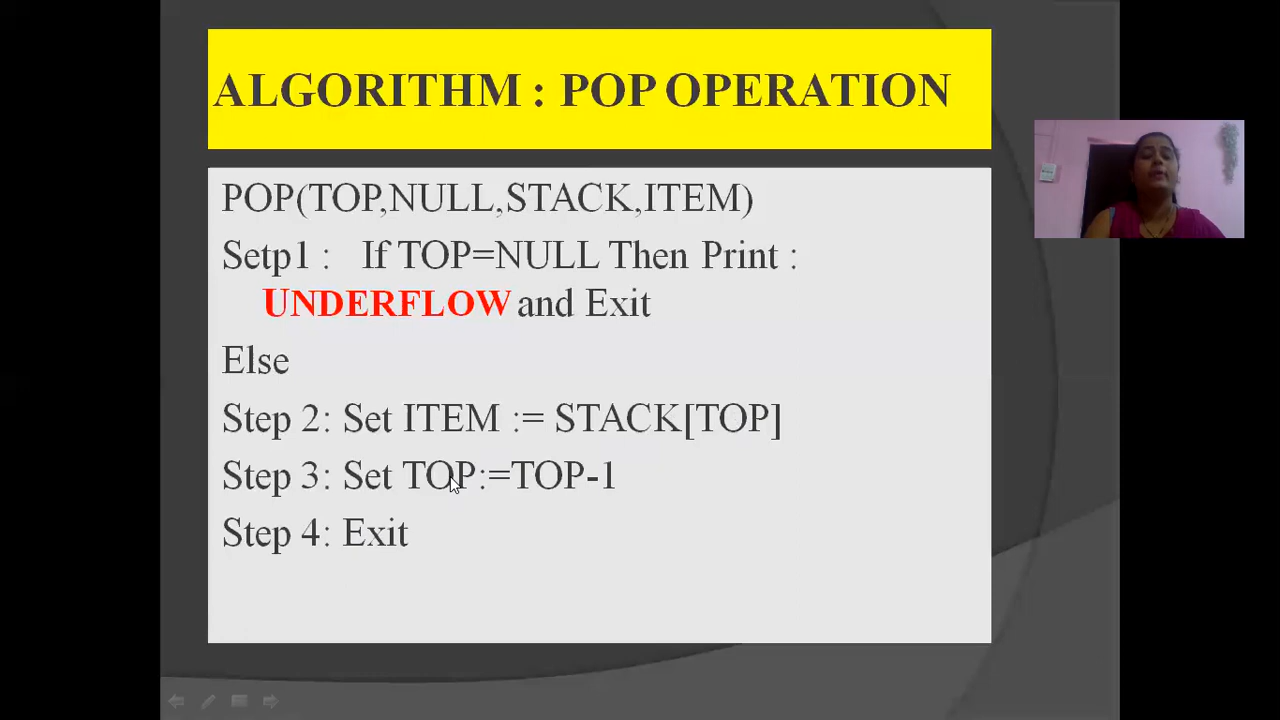 ALGORITHM : POP OPERATION
POP(TOP,NULL,STACK,ITEM)
Setp1 : If TOP=NULL Then Print :
UNDERFLOW and Exit
Else
Step 2: Set ITEM := STACK[TOP]
Step 3: Set TOP:=TOP-1
Step 4: Exit